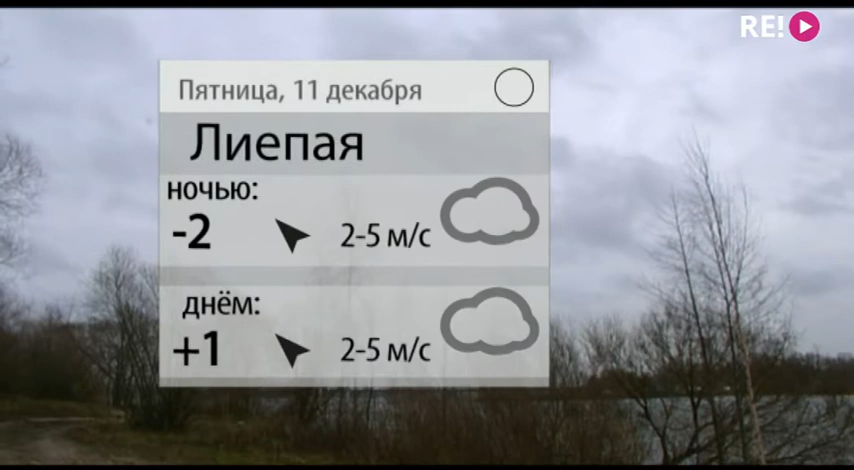 RE!
Пятница, 11 декабря
Лиепая
ночью:
-2 2-5 м/с
днём:
+1 2-5 м/с